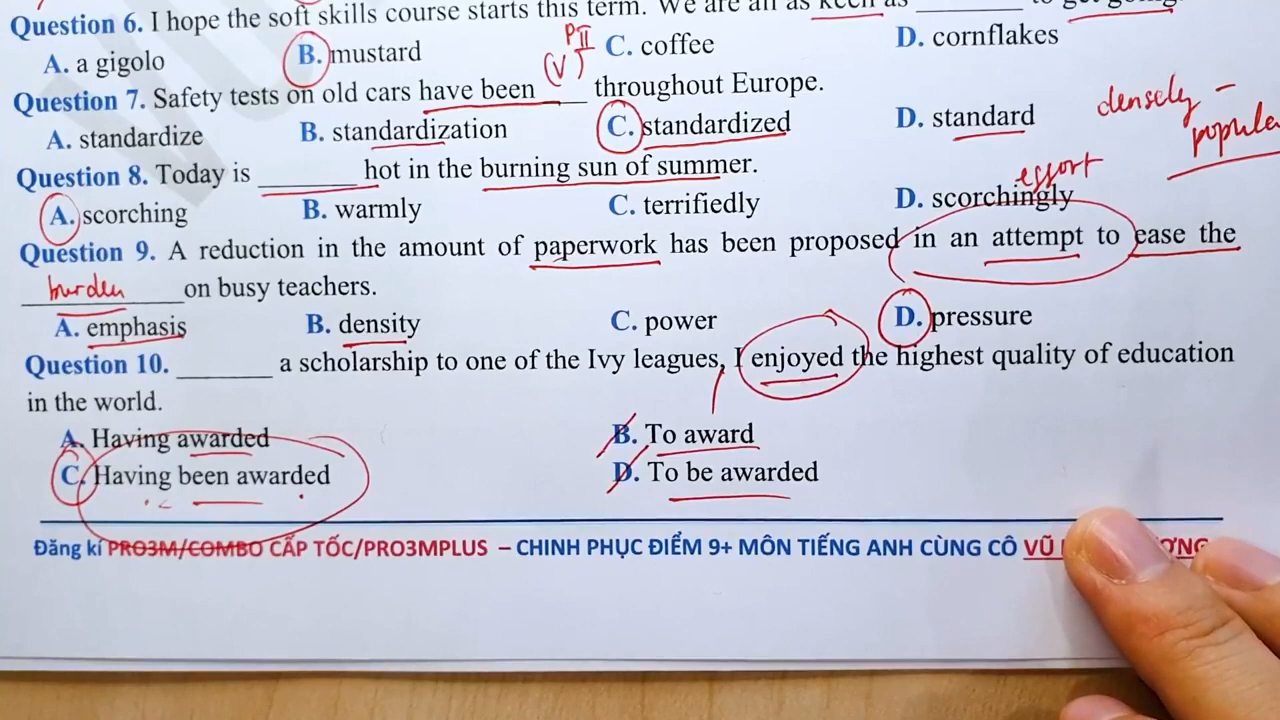 Question 6. I hope the soft skills course starts this term. We are all as keen as ________ to get going.
A. a gigolo B. mustard C. coffee D. cornflakes
PII
(V)
Question 7. Safety tests on old cars have been ________ throughout Europe.
A. standardize B. standardization C. standardized D. standard
densely -
Question 8. Today is ________ hot in the burning sun of summer.
effort
A. scorching B. warmly C. terrifiedly D. scorchingly
Question 9. A reduction in the amount of paperwork has been proposed in an attempt to ease the
burden on busy teachers.
A. emphasis B. density C. power D. pressure
Question 10. ________ a scholarship to one of the Ivy leagues, I enjoyed the highest quality of education
in the world.
A. Having awarded B. To award
C. Having been awarded D. To be awarded
Đăng kí PRO3M/COMBO CẤP TỐC/PRO3MPLUS – CHINH PHỤC ĐIỂM 9+ MÔN TIẾNG ANH CÙNG CÔ VŨ